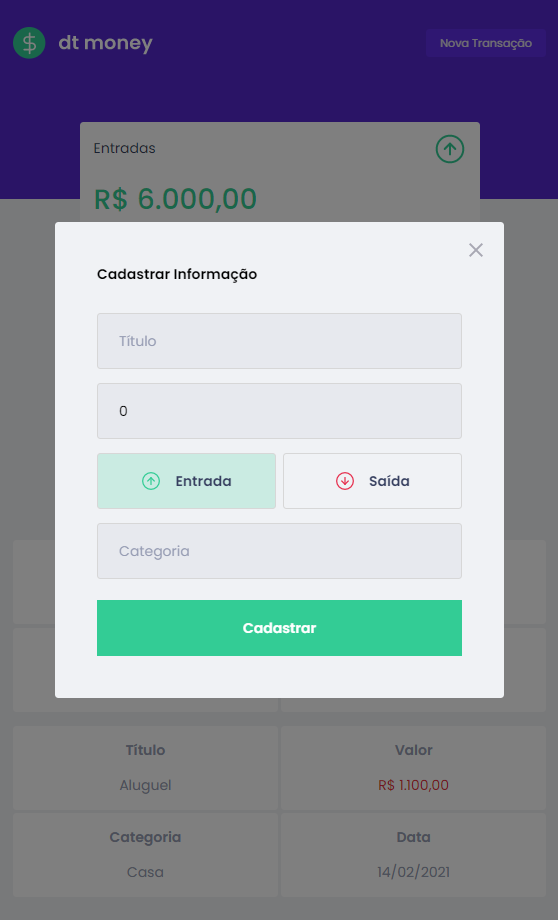 dt money
Nova Transação
Entradas
R$ 6.000,00
Cadastrar Informação
Título
0
Entrada
Saída
Categoria
Cadastrar
Título
Valor
Aluguel
R$ 1.100,00
Categoria
Data
Casa
14/02/2021